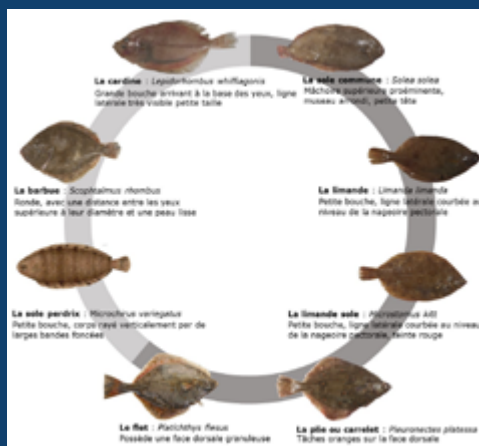 La cardine : Lepidorhombus whiffiagonis
Grande bouche arrivant à la base des yeux, ligne
latérale très visible petite taille
La sole commune : Solea solea
Mâchoire supérieure proéminente,
museau arrondi, petite tête
La barbue : Scophtalmus rhombus
Ronde, avec une distance entre les yeux
supérieure à leur diamètre et une peau lisse
La limande : Limanda limanda
Petite bouche, ligne latérale courbée au
niveau de la nageoire pectorale
La sole perdrix : Microchirus variegatus
Petite bouche, corps rayé verticalement par de
larges bandes foncées
La limande sole : Microstomus kitt
Petite bouche, ligne latérale courbée au niveau
de la nageoire pectorale, teinte rouge
Le flet : Platichthys flesus
Possède une face dorsale granuleuse
La plie ou carrelet : Pleuronectes platessa
Tâches oranges sur la face dorsale